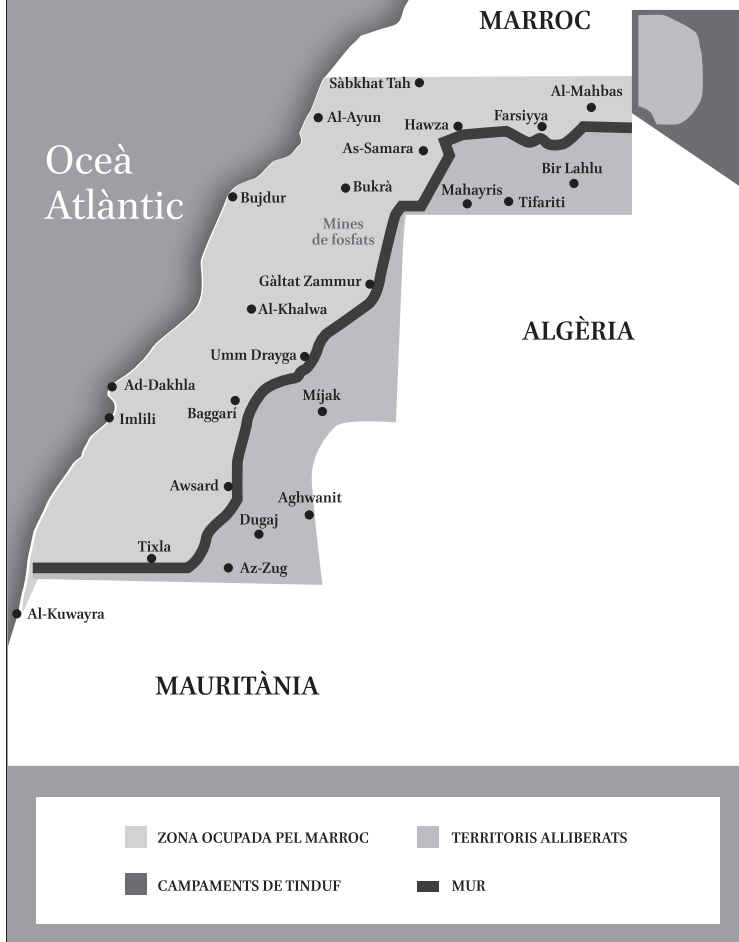 MARROC
Sàbkhat Tah
Al-Mahbas
Al-Ayun
Farsiyya
Hawza
As-Samara
Oceà
Atlàntic
Bir Lahlu
Bukrà
Mahayris
Bujdur
Tifariti
Mines
de fosfats
Gàltat Zammur
Al-Khalwa
ALGÈRIA
Umm Drayga
Ad-Dakhla
Míjak
Baggarí
Imlili
Awsard
Aghwanit
Dugaj
Tixla
Az-Zug
Al-Kuwayra
MAURITÀNIA
ZONA OCUPADA PEL MARROC
TERRITORIS ALLIBERATS
CAMPAMENTS DE TINDUF
MUR